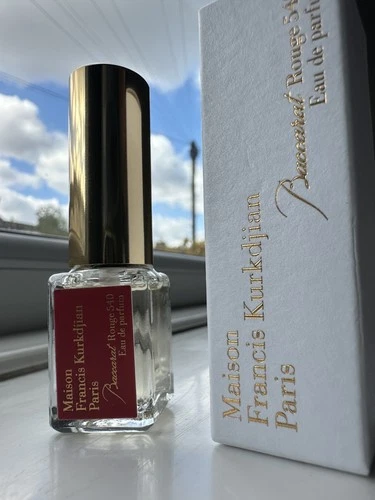 Maison
Francis Kurkdjian
Paris
Baccarat Rouge 540
Eau de parfum
Maison
Francis Kurkdjian
Paris
Baccarat Rouge 540
Eau de parfum